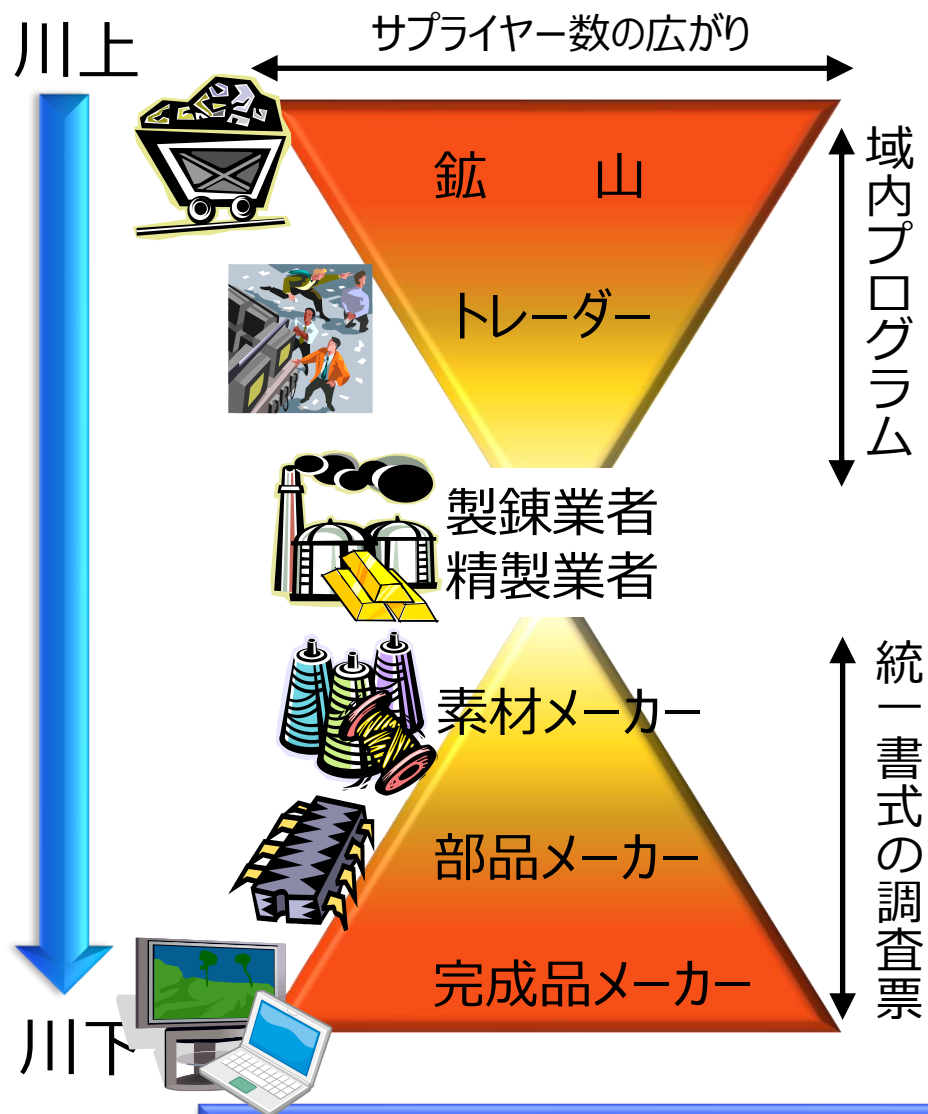 川上
サプライヤー数の広がり
鉱　　山
トレーダー
域内プログラム
製錬業者
精製業者
素材メーカー
部品メーカー
完成品メーカー
統一書式の調査票
川下